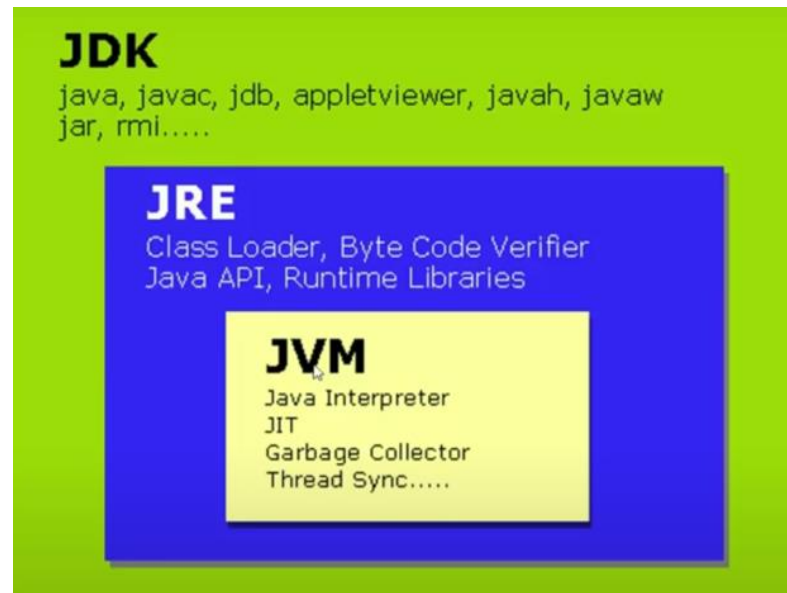 JDK
java, javac, jdb, appletviewer, javah, javaw
jar, rmi.....
JRE
Class Loader, Byte Code Verifier
Java API, Runtime Libraries
JVM
Java Interpreter
JIT
Garbage Collector
Thread Sync.....